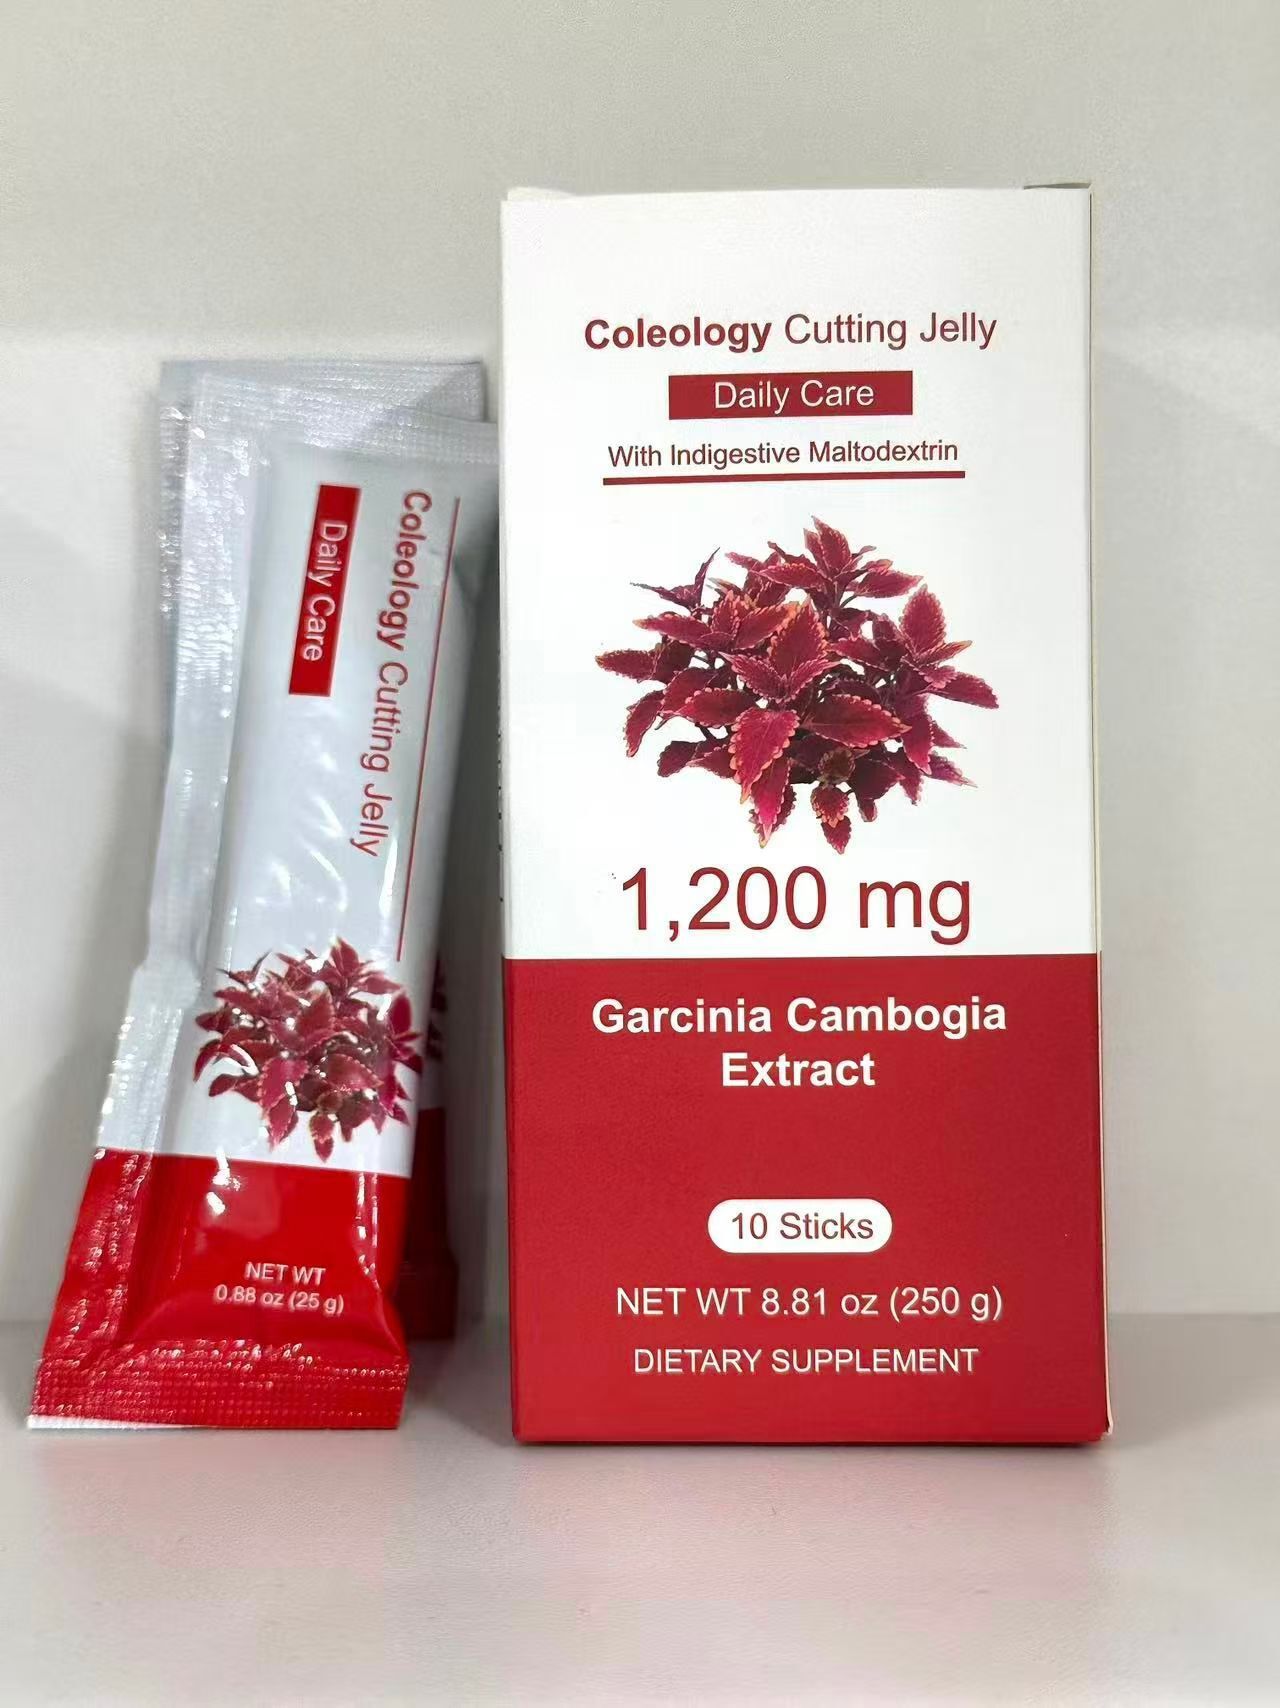 Coleology Cutting Jelly
Daily Care
With Indigestive Maltodextrin
1,200 mg
Garcinia Cambogia
Extract
10 Sticks
NET WT 8.81 oz (250 g)
DIETARY SUPPLEMENT
Coleology Cutting Jelly
Daily Care
NET WT
0.88 oz (25 g)